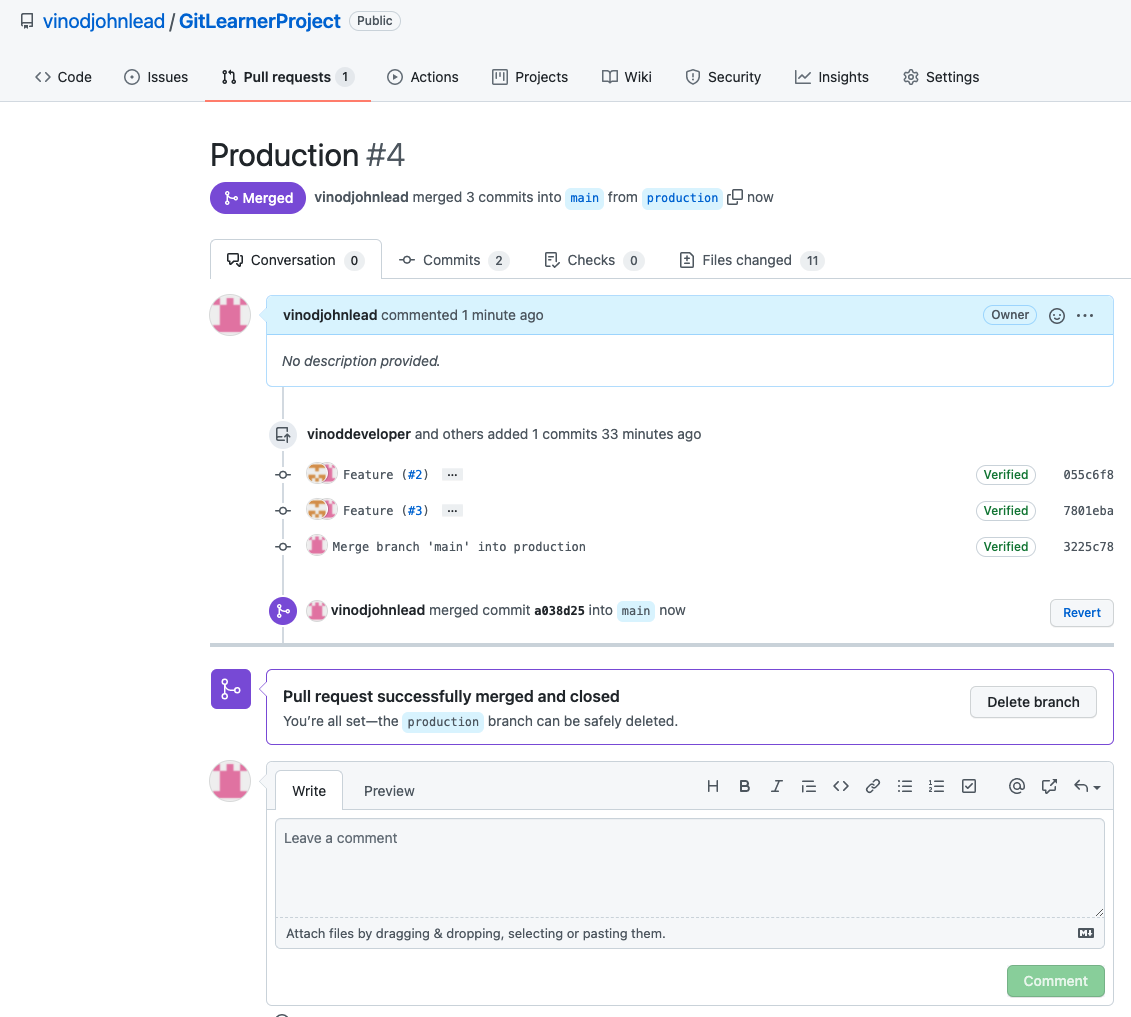 vinodjohnlead / GitLearnerProject Public
Code Issues Pull requests 1 Actions Projects Wiki Security Insights Settings
Production #4
Merged vinodjohnlead merged 3 commits into main from production now
Conversation 0 Commits 2 Checks 0 Files changed 11
vinodjohnlead commented 1 minute ago Owner
No description provided.
vinoddeveloper and others added 1 commits 33 minutes ago
Feature (#2) ... Verified 055c6f8
Feature (#3) ... Verified 7801eba
Merge branch 'main' into production Verified 3225c78
vinodjohnlead merged commit a038d25 into main now Revert
Pull request successfully merged and closed
You're all set—the production branch can be safely deleted.
Delete branch
Write Preview
Leave a comment
Attach files by dragging & dropping, selecting or pasting them.
Comment